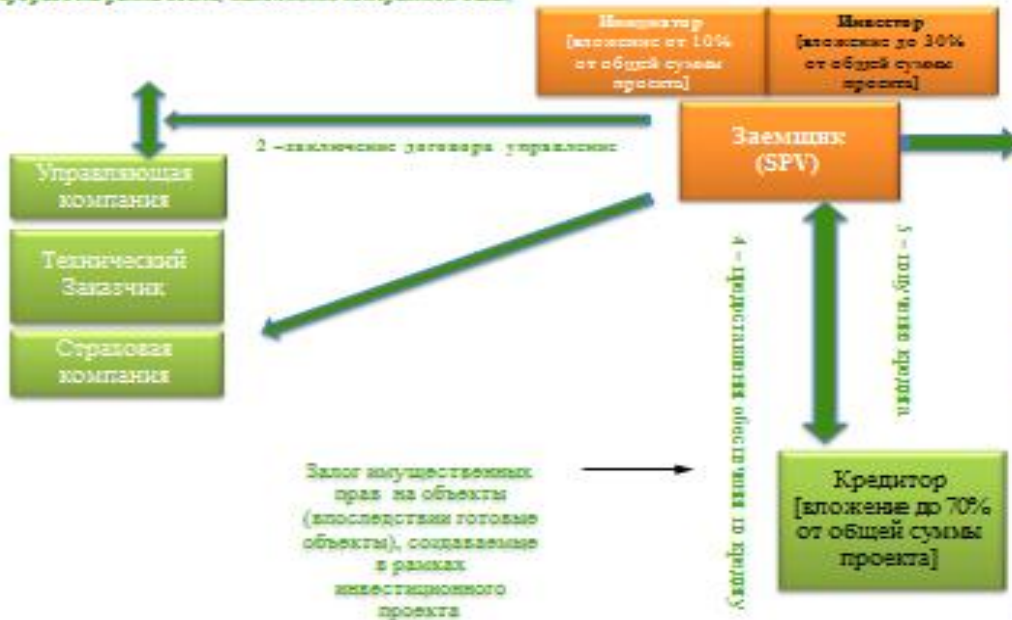 Инициатор
[вложение от 10%
от общей суммы
проекта]
Инвестор
[вложение до 30%
от общей суммы
проекта]
Заемщик
(SPV)
2 –заключение договора управление
Управляющая
компания
Технический
Заказчик
Страховая
компания
4 – предоставления обеспечения по кредиту
5 – получение кредита
Залог имущественных
прав на объекты
(впоследствии готовые
объекты), создаваемые
в рамках
инвестиционного
проекта
Кредитор
[вложение до 70%
от общей суммы
проекта]